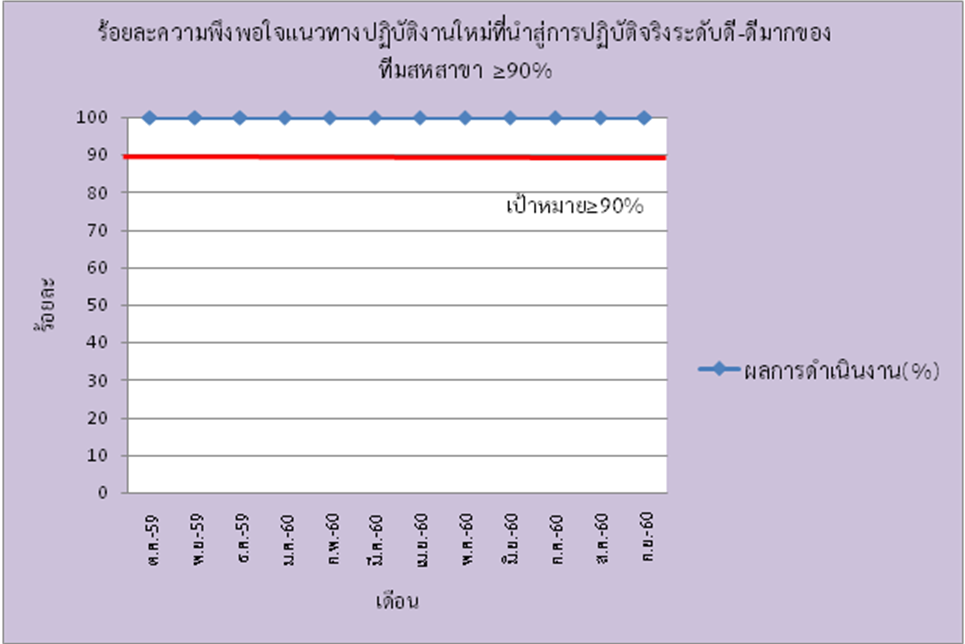 ร้อยละความพึงพอใจแนวทางปฏิบัติงานใหม่ที่นำสู่การปฏิบัติจริงระดับดี-ดีมากของ
ทีมสหสาขา ≥90%
100
90
80
70
60
50
40
30
20
10
0
ร้อยละ
เป้าหมาย≥90%
ผลการดำเนินงาน(%)
ต.ค.-59
พ.ย.-59
ธ.ค.-59
ม.ค.-60
ก.พ.-60
มี.ค.-60
เม.ย.-60
พ.ค.-60
มิ.ย.-60
ก.ค.-60
ส.ค.-60
ก.ย.-60
เดือน